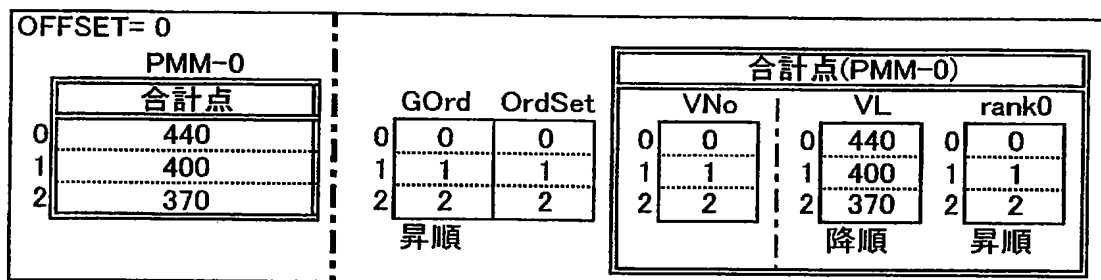 OFFSET= 0
PMM-0
合計点
0 440
1 400
2 370
GOrd OrdSet
0 0 0
1 1 1
2 2 2
昇順
合計点(PMM-0)
VNo VL rank0
0 0 0 440 0 0
1 1 1 400 1 1
2 2 2 370 2 2
降順 昇順